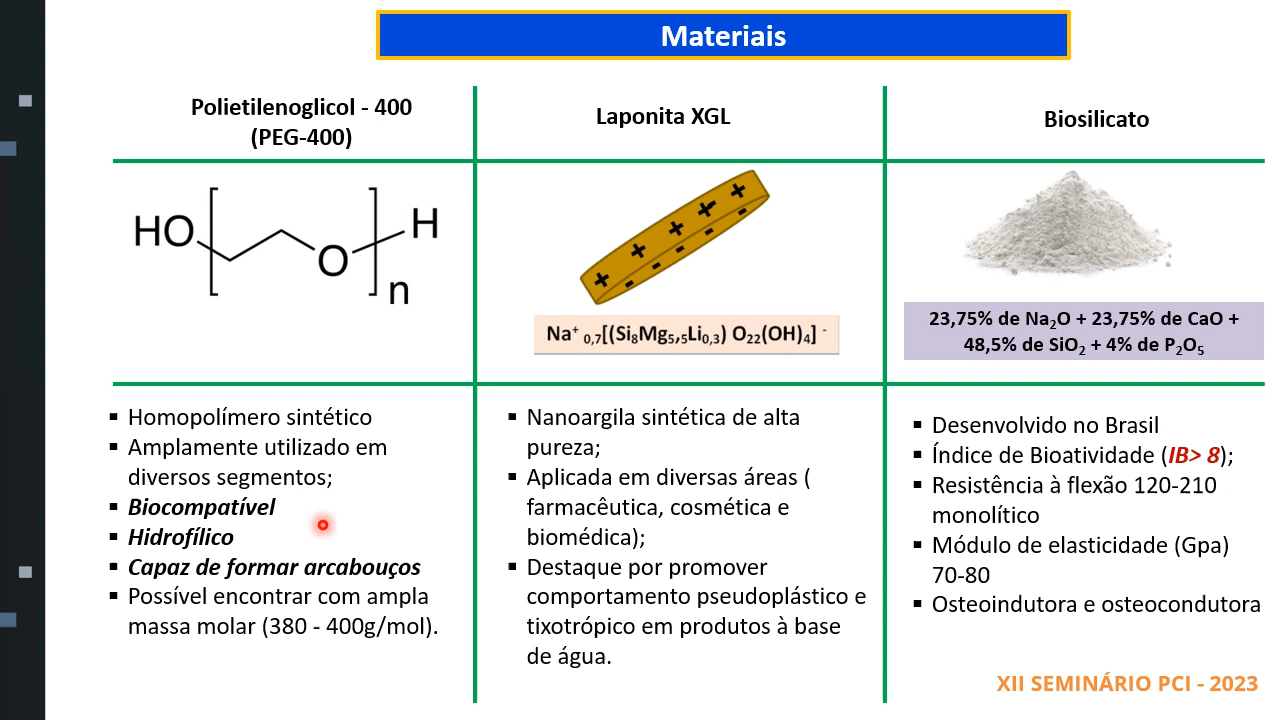 Materiais
Polietilenoglicol - 400
(PEG-400)
Laponita XGL
Biosilicato
HO
O
H
n
+ + + + +
- - - - -
Na⁺ ₀,₇[(Si₈Mg₅,₅Li₀,₃) O₂₂(OH)₄] ⁻
23,75% de Na₂O + 23,75% de CaO +
48,5% de SiO₂ + 4% de P₂O₅
▪ Homopolímero sintético
▪ Amplamente utilizado em
diversos segmentos;
▪ Biocompatível
▪ Hidrofílico
▪ Capaz de formar arcabouços
▪ Possível encontrar com ampla
massa molar (380 - 400g/mol).
▪ Nanoargila sintética de alta
pureza;
▪ Aplicada em diversas áreas (
farmacêutica, cosmética e
biomédica);
▪ Destaque por promover
comportamento pseudoplástico e
tixotrópico em produtos à base
de água.
▪ Desenvolvido no Brasil
▪ Índice de Bioatividade (IB> 8);
▪ Resistência à flexão 120-210
monolítico
▪ Módulo de elasticidade (Gpa)
70-80
▪ Osteoindutora e osteocondutora
XII SEMINÁRIO PCI - 2023